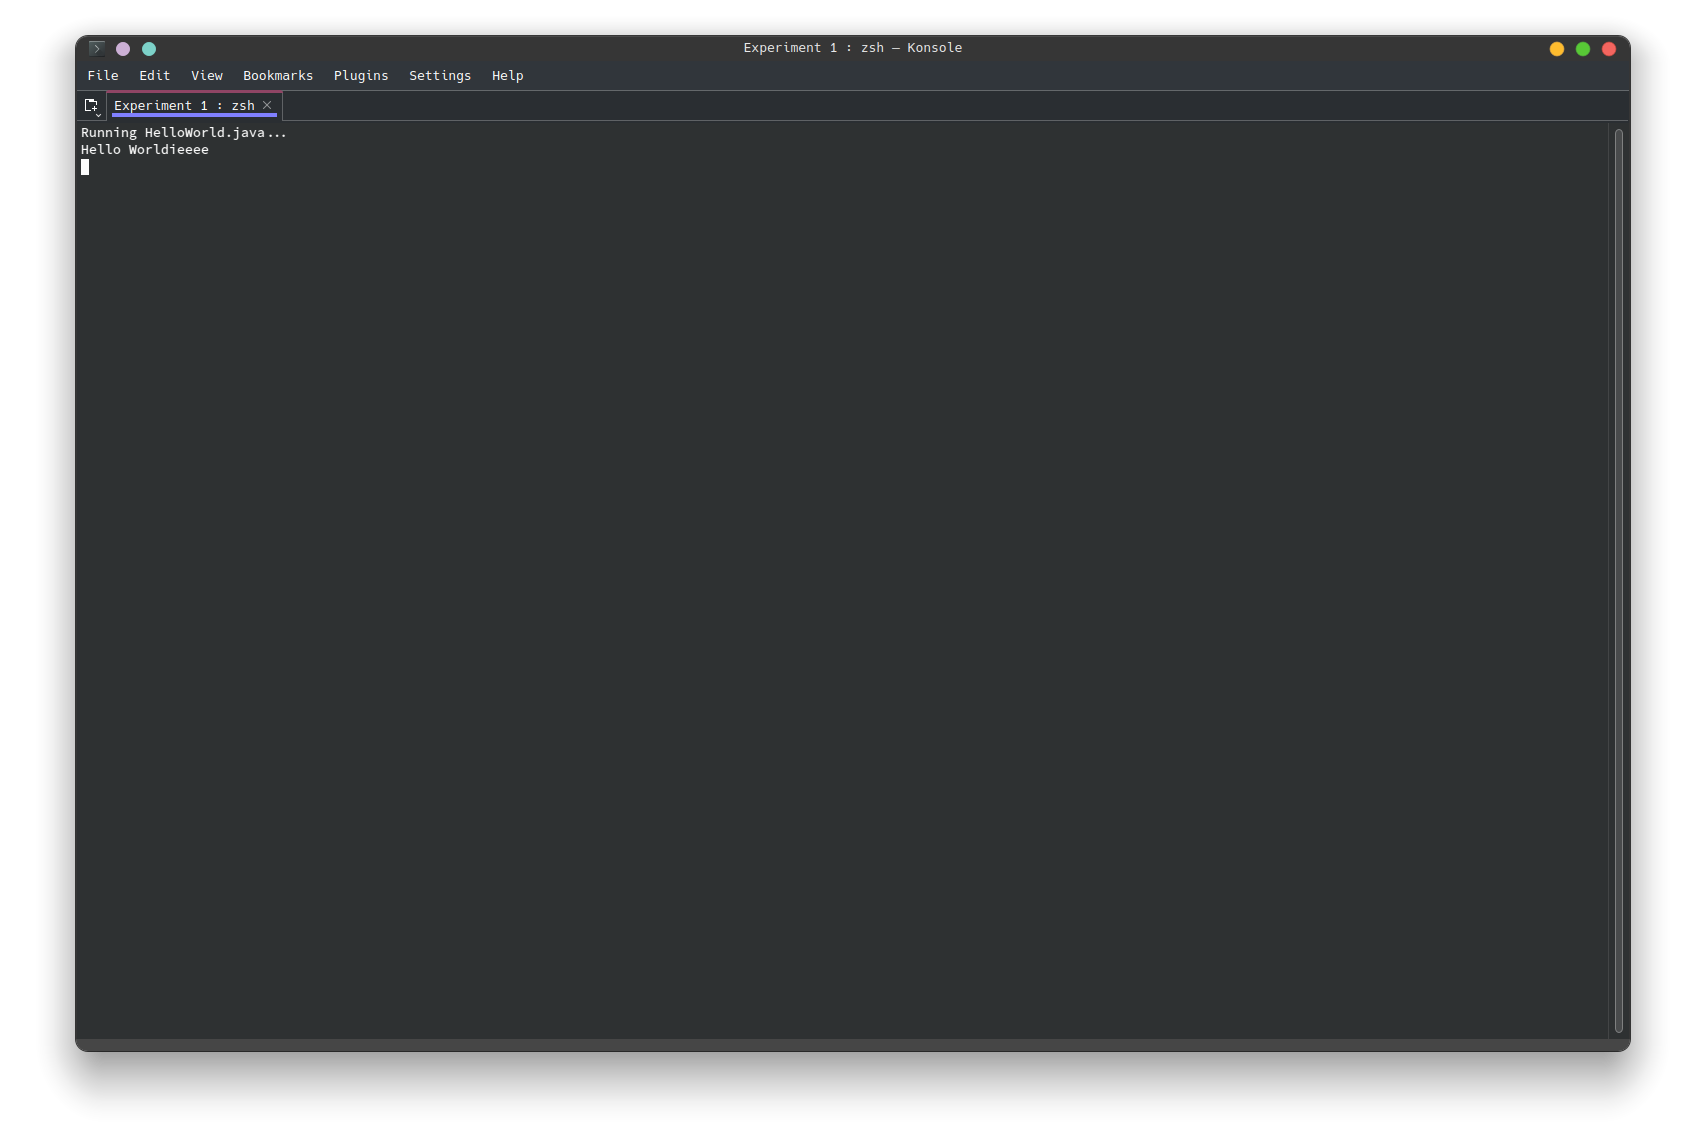 Experiment 1 : zsh — Konsole
File Edit View Bookmarks Plugins Settings Help
Experiment 1 : zsh
Running HelloWorld.java...
Hello Worldieeee